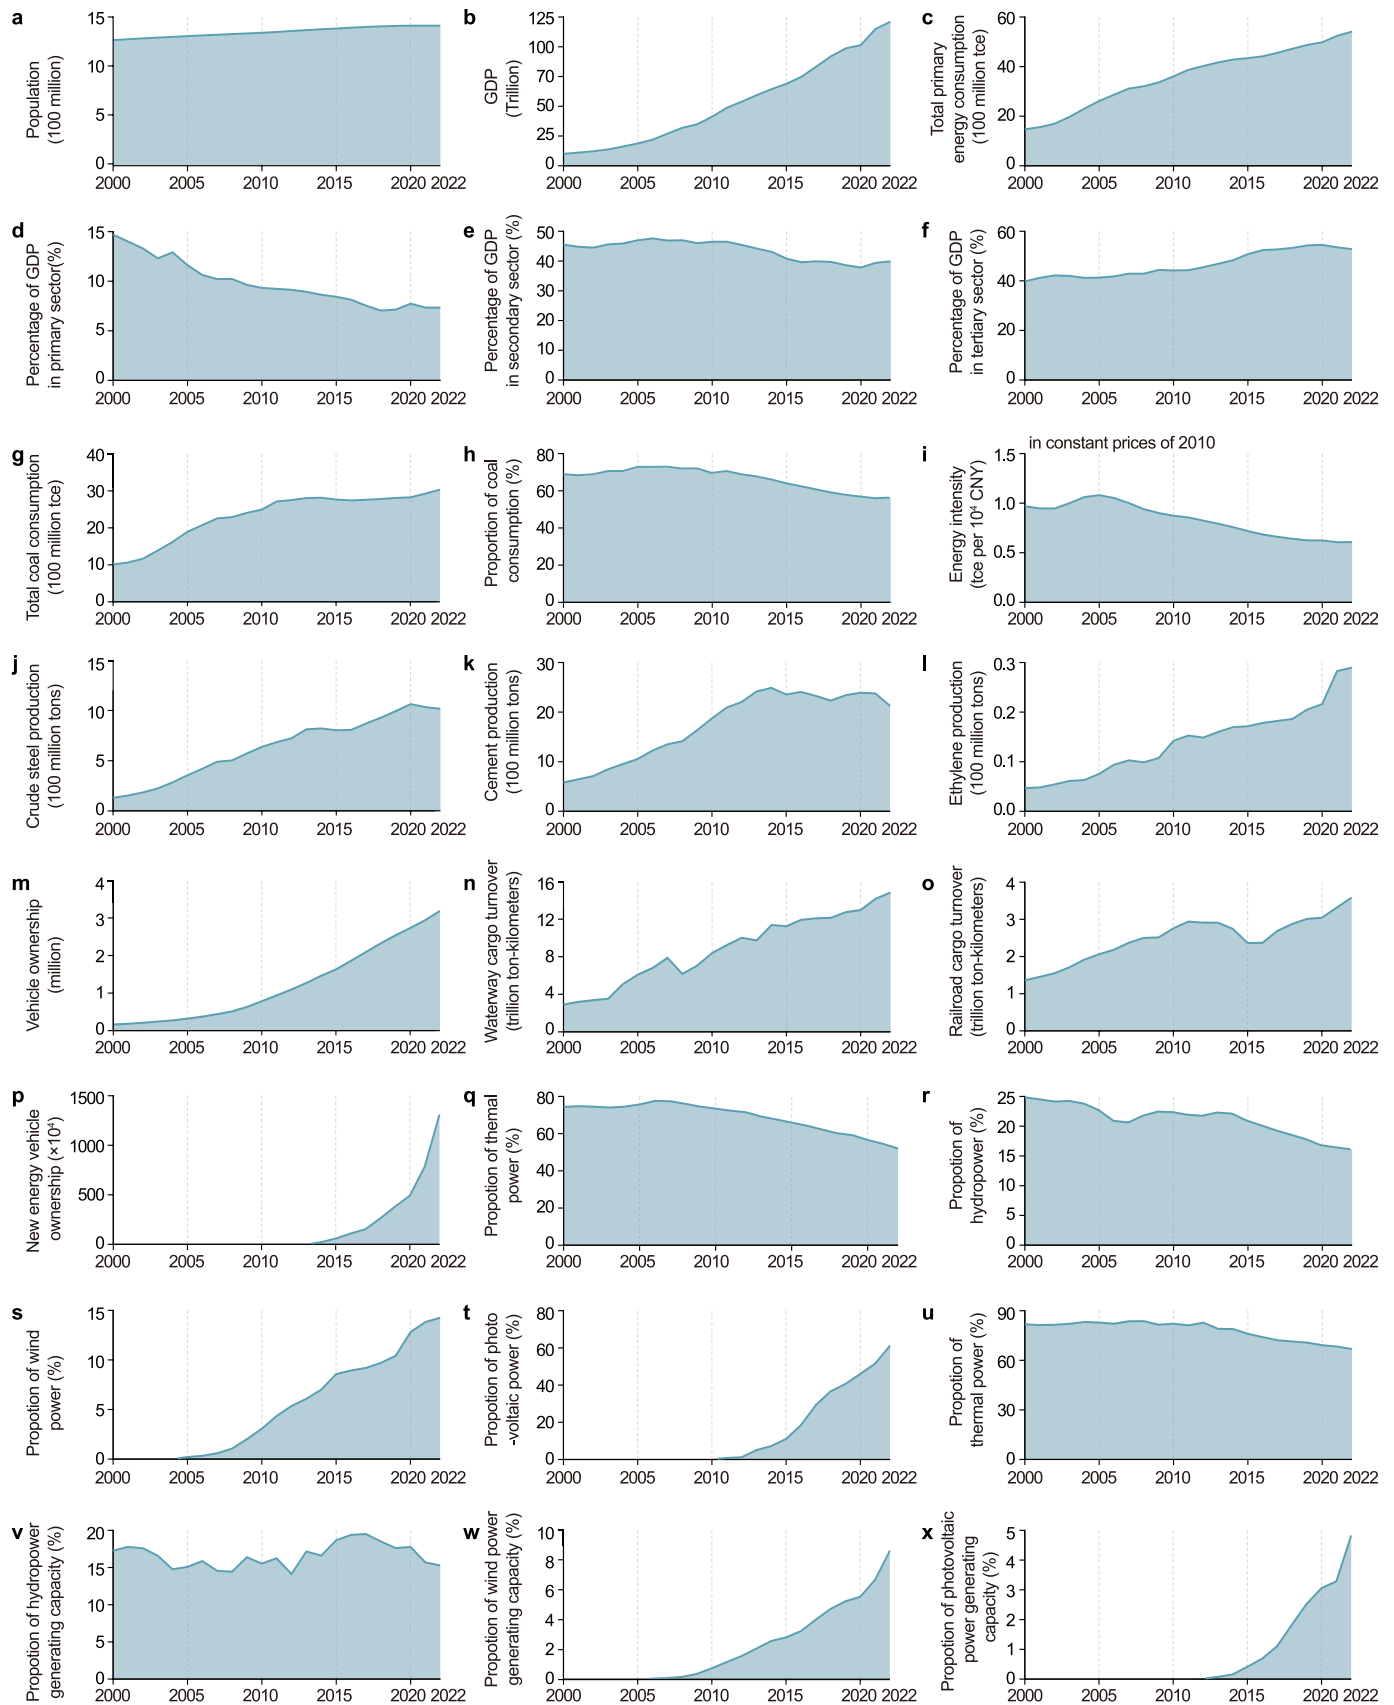 a
Population
(100 million)
15
10
5
0
2000 2005 2010 2015 2020 2022
b
GDP
(Trillion)
125
100
70
50
25
0
2000 2005 2010 2015 2020 2022
c
Total primary
energy consumption
(100 million tce)
60
40
20
0
2000 2005 2010 2015 2020 2022
d
Percentage of GDP
in primary sector(%)
15
10
5
0
2000 2005 2010 2015 2020 2022
e
Percentage of GDP
in secondary sector (%)
50
40
30
20
10
0
2000 2005 2010 2015 2020 2022
f
Percentage of GDP
in tertiary sector (%)
60
40
20
0
2000 2005 2010 2015 2020 2022
g
Total coal consumption
(100 million tce)
40
30
20
10
0
2000 2005 2010 2015 2020 2022
h
Proportion of coal
consumption (%)
80
60
40
20
0
2000 2005 2010 2015 2020 2022
i
in constant prices of 2010
Energy intensity
(tce per 10⁴ CNY)
1.5
1.0
0.5
0.0
2000 2005 2010 2015 2020 2022
j
Crude steel production
(100 million tons)
15
10
5
0
2000 2005 2010 2015 2020 2022
k
Cement production
(100 million tons)
30
20
10
0
2000 2005 2010 2015 2020 2022
l
Ethylene production
(100 million tons)
0.3
0.2
0.1
0.0
2000 2005 2010 2015 2020 2022
m
Vehicle ownership
(million)
4
3
2
1
0
2000 2005 2010 2015 2020 2022
n
Waterway cargo turnover
(trillion ton-kilometers)
16
12
8
4
0
2000 2005 2010 2015 2020 2022
o
Railroad cargo turnover
(trillion ton-kilometers)
4
3
2
1
0
2000 2005 2010 2015 2020 2022
p
New energy vehicle
ownership (×10⁴)
1500
1000
500
0
2000 2005 2010 2015 2020 2022
q
Propotion of themal
power (%)
80
60
40
20
0
2000 2005 2010 2015 2020 2022
r
Propotion of
hydropower (%)
25
20
15
10
5
0
2000 2005 2010 2015 2020 2022
s
Propotion of wind
power (%)
15
10
5
0
2000 2005 2010 2015 2020 2022
t
Propotion of photo
-voltaic power (%)
80
60
40
20
0
2000 2005 2010 2015 2020 2022
u
Propotion of
thermal power (%)
90
60
30
0
2000 2005 2010 2015 2020 2022
v
Propotion of hydropower
generating capacity (%)
20
15
10
5
0
2000 2005 2010 2015 2020 2022
w
Propotion of wind power
generating capacity (%)
10
8
6
4
2
0
2000 2005 2010 2015 2020 2022
x
Propotion of photovoltaic
power generating
capacity (%)
5
4
3
2
1
0
2000 2005 2010 2015 2020 2022